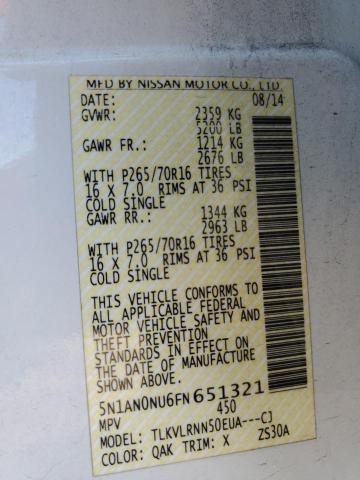 MFD BY NISSAN MOTOR CO., LTD.
DATE: 08/14
GVWR: 2359 KG
5200 LB
GAWR FR.: 1214 KG
2676 LB
WITH P265/70R16 TIRES
16 X 7.0 RIMS AT 36 PSI
COLD SINGLE
GAWR RR.: 1344 KG
2963 LB
WITH P265/70R16 TIRES
16 X 7.0 RIMS AT 36 PSI
COLD SINGLE
THIS VEHICLE CONFORMS TO
ALL APPLICABLE FEDERAL
MOTOR VEHICLE SAFETY AND
THEFT PREVENTION
STANDARDS IN EFFECT ON
THE DATE OF MANUFACTURE
SHOWN ABOVE.
5N1AN0NU6FN651321
MPV 450
MODEL: TLKVLRNN50EUA---CJ
COLOR: QAK TRIM: X ZS30A